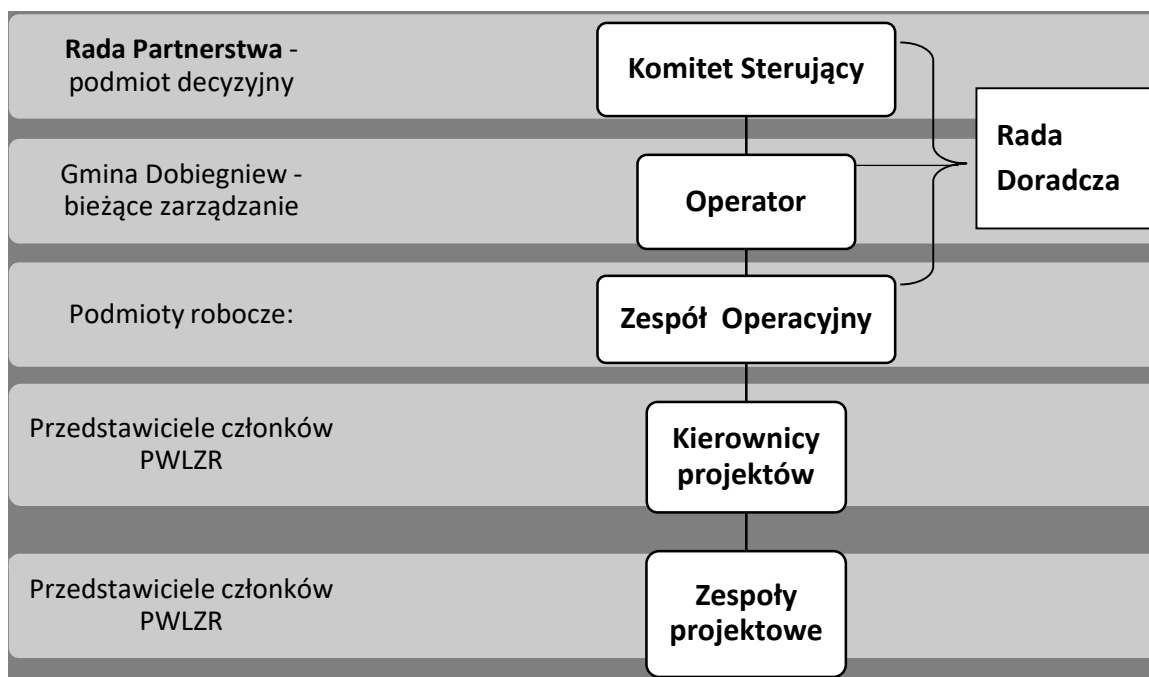 Rada Partnerstwa -
podmiot decyzyjny
Komitet Sterujący
Rada
Doradcza
Gmina Dobiegniew -
bieżące zarządzanie
Operator
Podmioty robocze:
Zespół Operacyjny
Przedstawiciele członków
PWLZR
Kierownicy
projektów
Przedstawiciele członków
PWLZR
Zespoły
projektowe